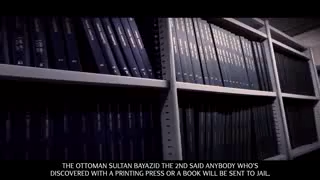 THE OTTOMAN SULTAN BAYAZID THE 2ND SAID ANYBODY WHO'S
DISCOVERED WITH A PRINTING PRESS OR A BOOK WILL BE SENT TO JAIL.